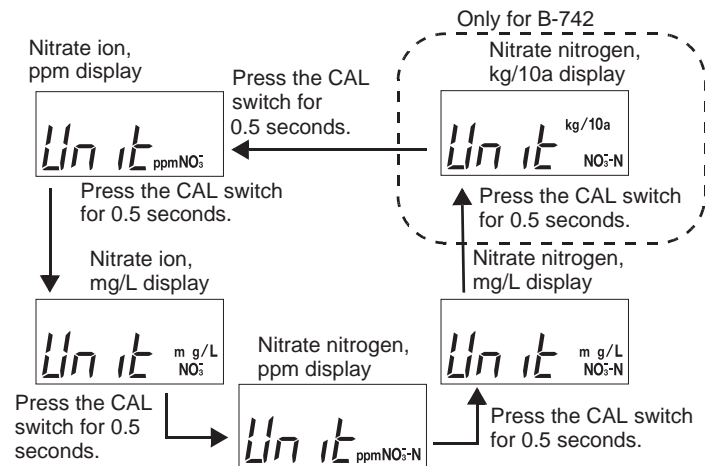 Only for B-742
Nitrate ion,
ppm display
Press the CAL
switch for
0.5 seconds.
Nitrate nitrogen,
kg/10a display
Unit ppmNO₃⁻
Unit kg/10a NO₃⁻-N
Press the CAL switch
for 0.5 seconds.
Press the CAL switch
for 0.5 seconds.
Nitrate ion,
mg/L display
Nitrate nitrogen,
mg/L display
Unit m g/L NO₃⁻
Nitrate nitrogen,
ppm display
Unit m g/L NO₃⁻-N
Press the CAL
switch for 0.5
seconds.
Unit ppmNO₃⁻-N
Press the CAL switch
for 0.5 seconds.